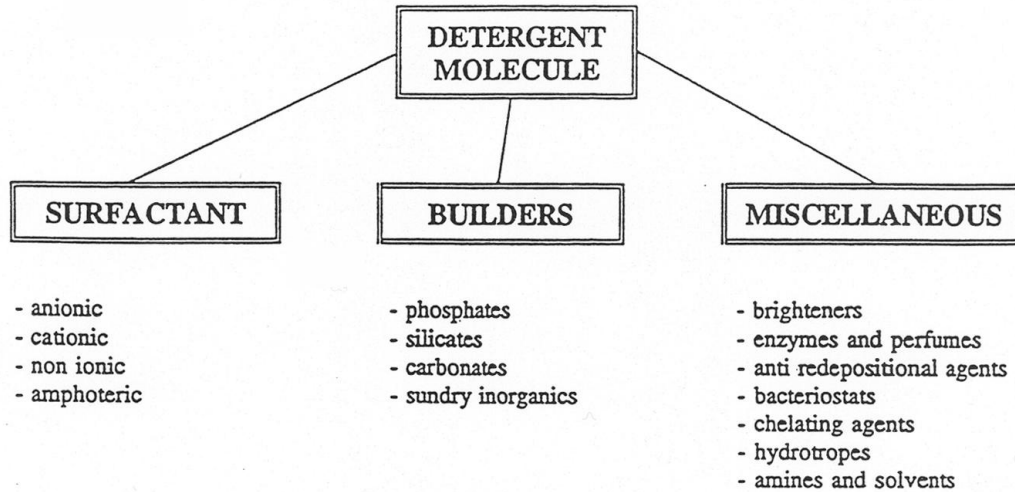 DETERGENT
MOLECULE
SURFACTANT
BUILDERS
MISCELLANEOUS
- anionic
- cationic
- non ionic
- amphoteric
- phosphates
- silicates
- carbonates
- sundry inorganics
- brighteners
- enzymes and perfumes
- anti redepositional agents
- bacteriostats
- chelating agents
- hydrotropes
- amines and solvents